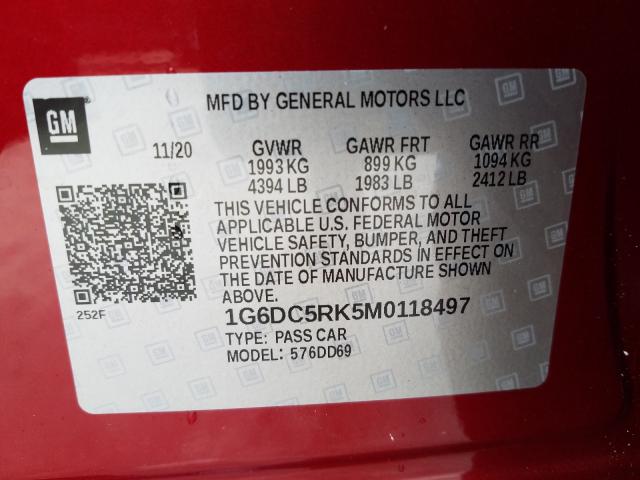 GM
MFD BY GENERAL MOTORS LLC
11/20 GVWR GAWR FRT GAWR RR
1993 KG 899 KG 1094 KG
4394 LB 1983 LB 2412 LB
THIS VEHICLE CONFORMS TO ALL
APPLICABLE U.S. FEDERAL MOTOR
VEHICLE SAFETY, BUMPER, AND THEFT
PREVENTION STANDARDS IN EFFECT ON
THE DATE OF MANUFACTURE SHOWN
ABOVE.
252F
1G6DC5RK5M0118497
TYPE: PASS CAR
MODEL: 576DD69